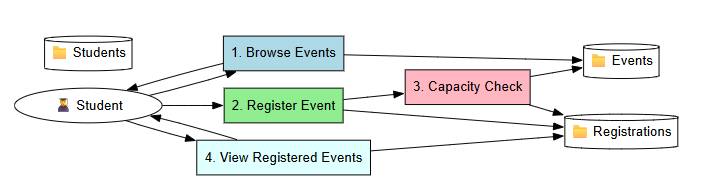 Students
1. Browse Events
Events
3. Capacity Check
Student
2. Register Event
Registrations
4. View Registered Events